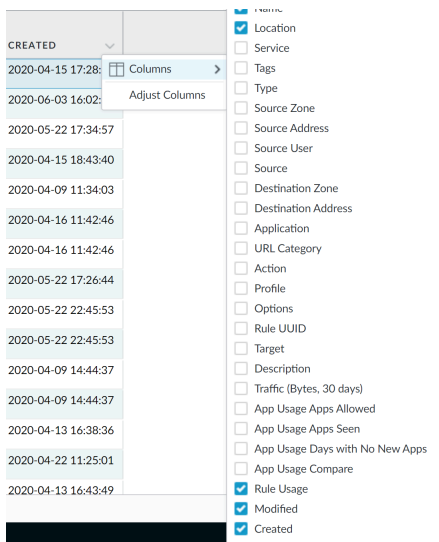 Name
Location
CREATED
Service
2020-04-15 17:28:
Columns
Tags
Type
Adjust Columns
2020-06-03 16:02:
Source Zone
2020-05-22 17:34:57
Source Address
Source User
2020-04-15 18:43:40
Source
2020-04-09 11:34:03
Destination Zone
Destination Address
2020-04-16 11:42:46
Application
2020-04-16 11:42:46
URL Category
Action
2020-05-22 17:26:44
Profile
2020-05-22 22:45:53
Options
Rule UUID
2020-05-22 22:45:53
Target
2020-04-09 14:44:37
Description
Traffic (Bytes, 30 days)
2020-04-09 14:44:37
App Usage Apps Allowed
2020-04-13 16:38:36
App Usage Apps Seen
App Usage Days with No New Apps
2020-04-22 11:25:01
App Usage Compare
2020-04-13 16:43:49
Rule Usage
Modified
Created